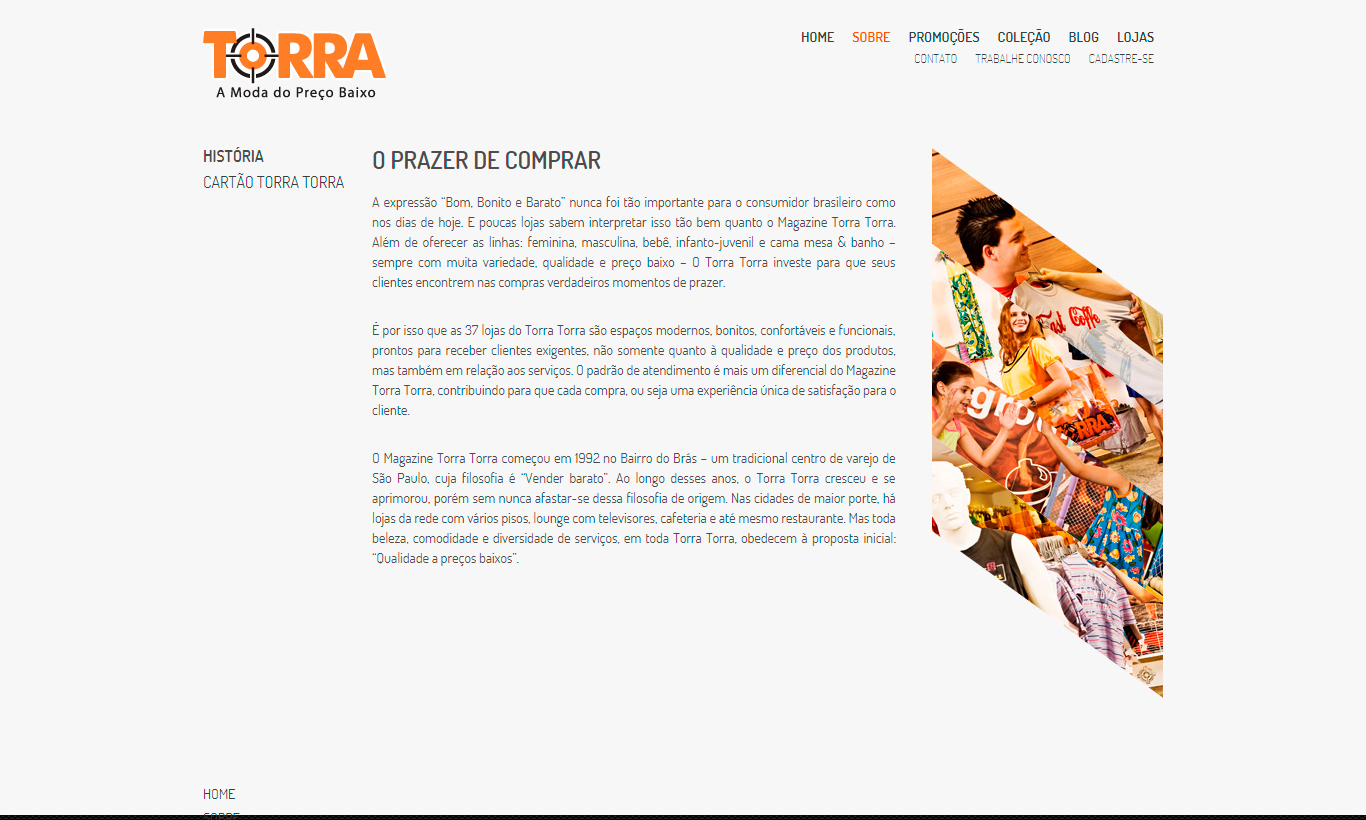 TORRA
A Moda do Preço Baixo
HOME SOBRE PROMOÇÕES COLEÇÃO BLOG LOJAS
CONTATO TRABALHE CONOSCO CADASTRE-SE
HISTÓRIA
CARTÃO TORRA TORRA
O PRAZER DE COMPRAR
A expressão “Bom, Bonito e Barato” nunca foi tão importante para o consumidor brasileiro como
nos dias de hoje. E poucas lojas sabem interpretar isso tão bem quanto o Magazine Torra Torra.
Além de oferecer as linhas: feminina, masculina, bebê, infanto-juvenil e cama mesa & banho –
sempre com muita variedade, qualidade e preço baixo – O Torra Torra investe para que seus
clientes encontrem nas compras verdadeiros momentos de prazer.
É por isso que as 37 lojas do Torra Torra são espaços modernos, bonitos, confortáveis e funcionais,
prontos para receber clientes exigentes, não somente quanto à qualidade e preço dos produtos,
mas também em relação aos serviços. O padrão de atendimento é mais um diferencial do Magazine
Torra Torra, contribuindo para que cada compra, ou seja uma experiência única de satisfação para o
cliente.
O Magazine Torra Torra começou em 1992 no Bairro do Brás – um tradicional centro de varejo de
São Paulo, cuja filosofia é “Vender barato”. Ao longo desses anos, o Torra Torra cresceu e se
aprimorou, porém sem nunca afastar-se dessa filosofia de origem. Nas cidades de maior porte, há
lojas da rede com vários pisos, lounge com televisores, cafeteria e até mesmo restaurante. Mas toda
beleza, comodidade e diversidade de serviços, em toda Torra Torra, obedecem à proposta inicial:
“Qualidade a preços baixos”.
Coffe
TORRA
HOME
SOBRE